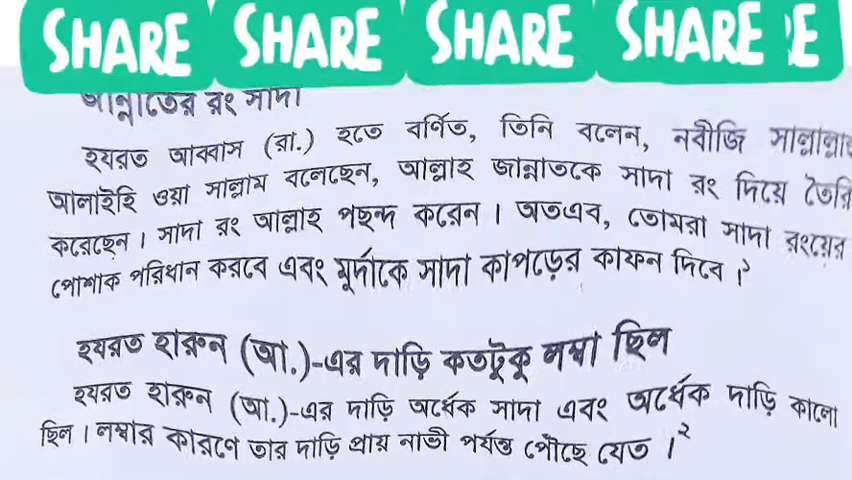 SHARE SHARE SHARE SHARE E
জান্নাতের রং সাদা
হযরত আব্বাস (রা.) হতে বর্ণিত, তিনি বলেন, নবীজি সাল্লাল্লাহু
আলাইহি ওয়া সাল্লাম বলেছেন, আল্লাহ জান্নাতকে সাদা রং দিয়ে তৈরি
করেছেন। সাদা রং আল্লাহ পছন্দ করেন। অতএব, তোমরা সাদা রংয়ের
পোশাক পরিধান করবে এবং মুর্দাকে সাদা কাপড়ের কাফন দিবে।১
হযরত হারুন (আ.)-এর দাড়ি কতটুকু লম্বা ছিল
হযরত হারুন (আ.)-এর দাড়ি অর্ধেক সাদা এবং অর্ধেক দাড়ি কালো
ছিল। লম্বার কারণে তার দাড়ি প্রায় নাভী পর্যন্ত পৌঁছে যেত।২